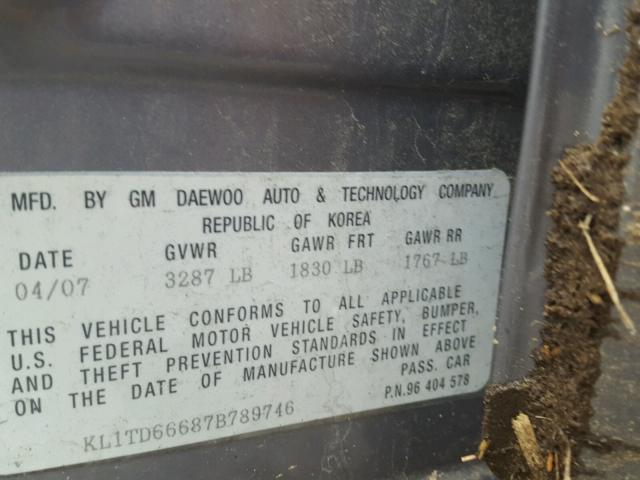 MFD. BY GM DAEWOO AUTO & TECHNOLOGY COMPANY
REPUBLIC OF KOREA
DATE GVWR GAWR FRT GAWR RR
04/07 3287 LB 1830 LB 1767 LB
THIS VEHICLE CONFORMS TO ALL APPLICABLE
U.S. FEDERAL MOTOR VEHICLE SAFETY, BUMPER,
AND THEFT PREVENTION STANDARDS IN EFFECT
ON THE DATE OF MANUFACTURE SHOWN ABOVE
PASS. CAR
P.N.96 404 578
KL1TD66687B789746